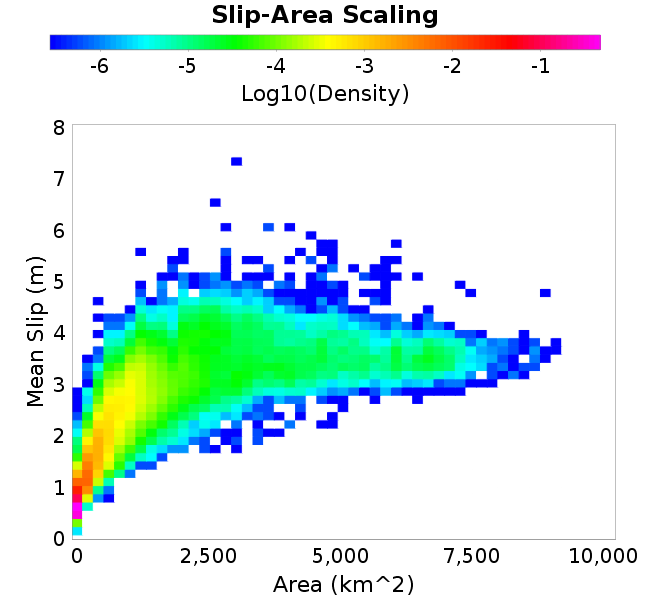 Slip-Area Scaling
-6 -5 -4 -3 -2 -1
Log10(Density)
8
7
6
5
4
3
2
1
0
Mean Slip (m)
0 2,500 5,000 7,500 10,000
Area (km^2)